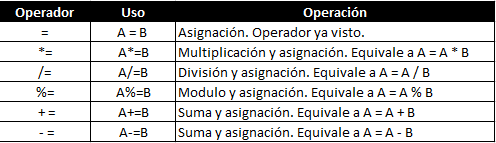 Operador Uso Operación
= A = B Asignación. Operador ya visto.
*= A*=B Multiplicación y asignación. Equivale a A = A * B
/= A/=B División y asignación. Equivale a A = A / B
%= A%=B Modulo y asignación. Equivale a A = A % B
+ = A+=B Suma y asignación. Equivale a A = A + B
- = A-=B Suma y asignación. Equivale a A = A - B